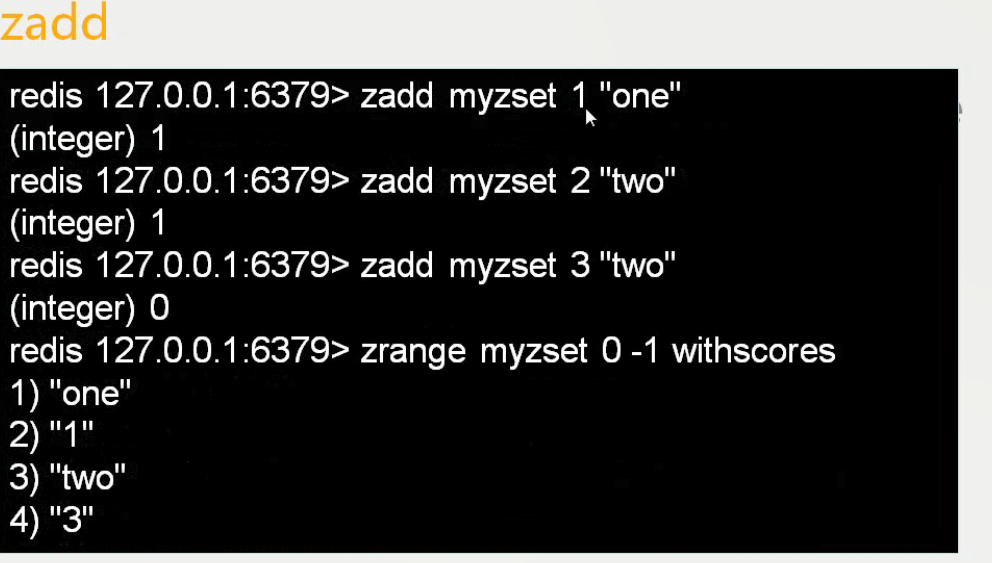 zadd
redis 127.0.0.1:6379> zadd myzset 1 "one"
(integer) 1
redis 127.0.0.1:6379> zadd myzset 2 "two"
(integer) 1
redis 127.0.0.1:6379> zadd myzset 3 "two"
(integer) 0
redis 127.0.0.1:6379> zrange myzset 0 -1 withscores
1) "one"
2) "1"
3) "two"
4) "3"